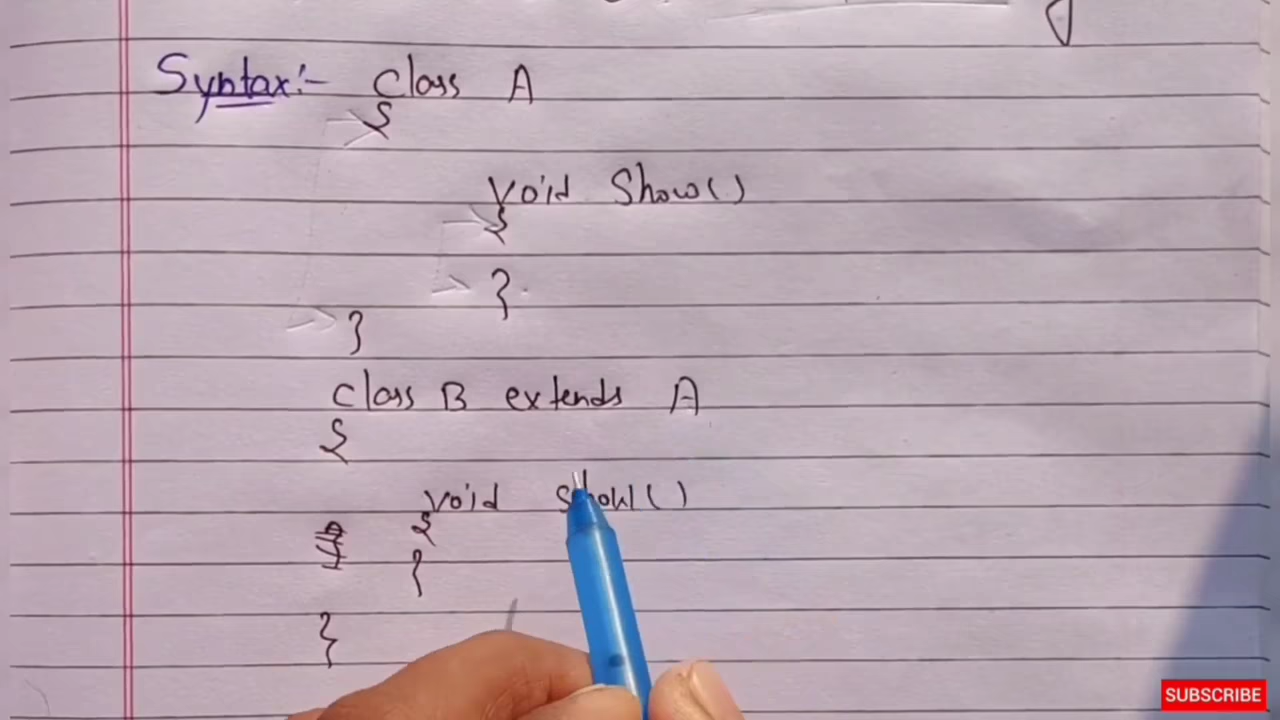 Syntax:- Class A
{
void Show()
{
}
}
class B extends A
{
void Show()
{
}
}
SUBSCRIBE